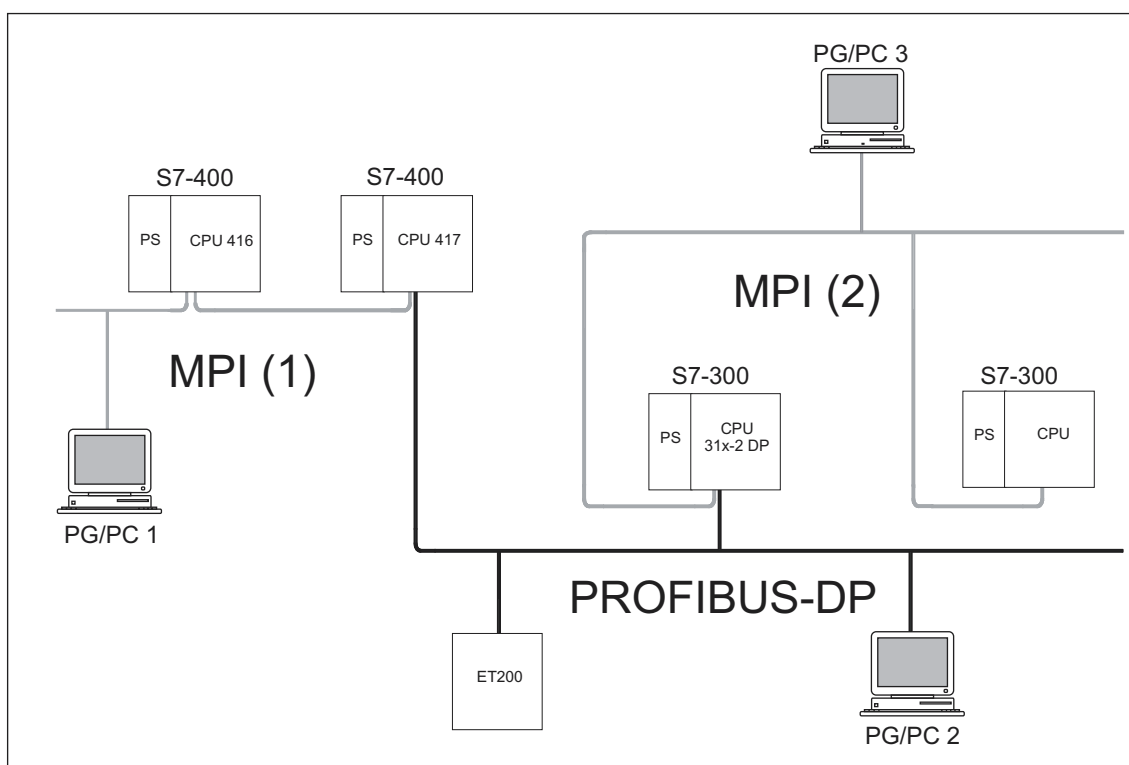 PG/PC 3
S7-400
S7-400
PS
CPU 416
PS
CPU 417
MPI (2)
MPI (1)
S7-300
S7-300
PS
CPU
31x-2 DP
PS
CPU
PG/PC 1
PROFIBUS-DP
ET200
PG/PC 2